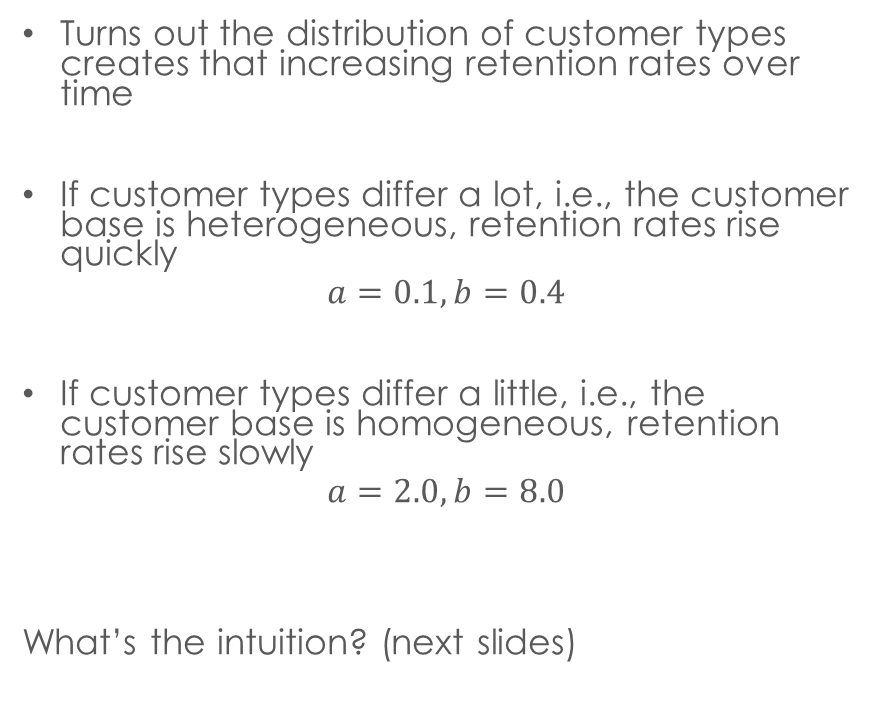 • Turns out the distribution of customer types
creates that increasing retention rates over
time
• If customer types differ a lot, i.e., the customer
base is heterogeneous, retention rates rise
quickly
a = 0.1, b = 0.4
• If customer types differ a little, i.e., the
customer base is homogeneous, retention
rates rise slowly
a = 2.0, b = 8.0
What's the intuition? (next slides)